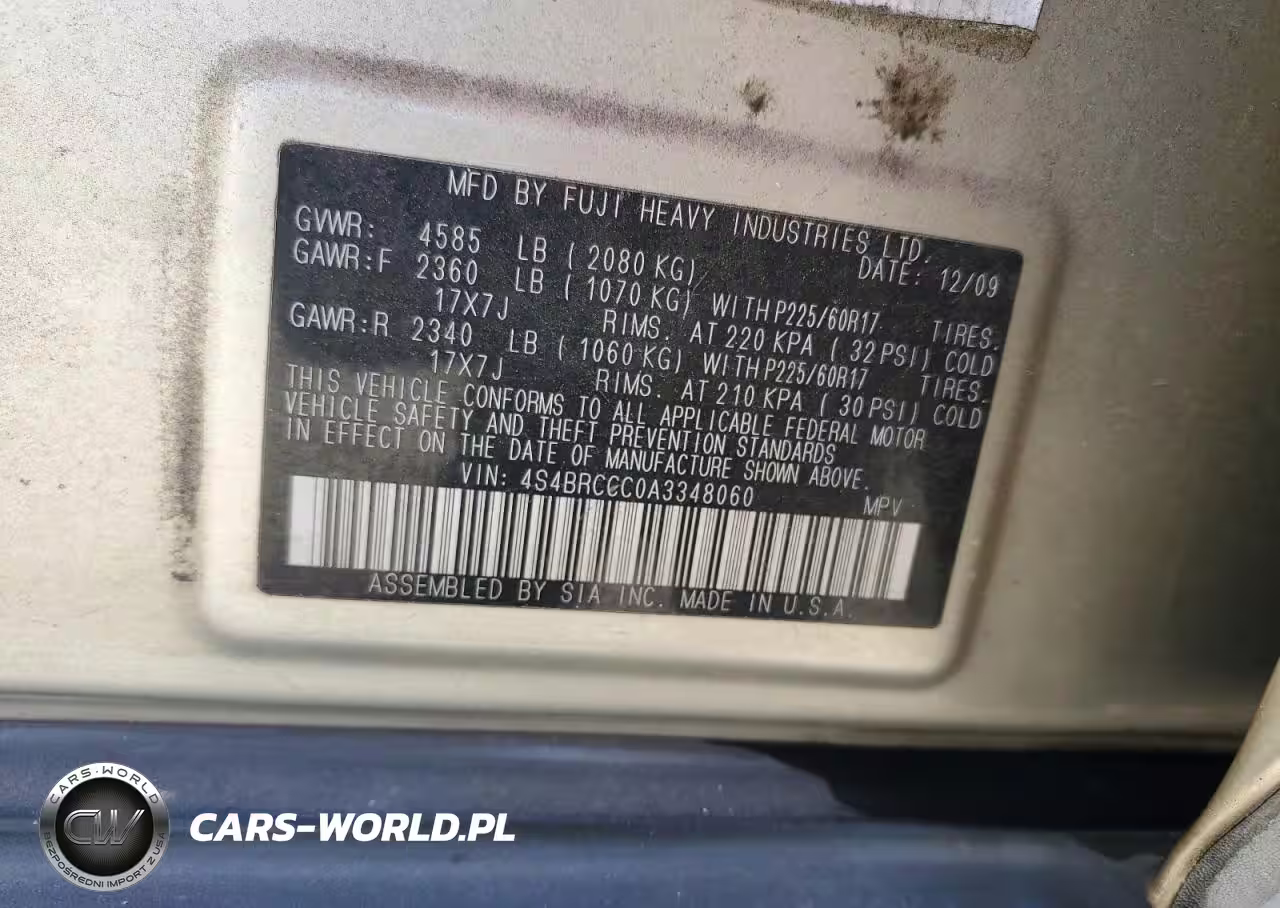 MFD BY FUJI HEAVY INDUSTRIES LTD.
GVWR: 4585 LB ( 2080 KG) DATE: 12/09
GAWR:F 2360 LB ( 1070 KG) WITH P225/60R17 TIRES.
17X7J RIMS. AT 220 KPA ( 32 PSI) COLD
GAWR:R 2340 LB ( 1060 KG) WITH P225/60R17 TIRES.
17X7J RIMS. AT 210 KPA ( 30 PSI) COLD
THIS VEHICLE CONFORMS TO ALL APPLICABLE FEDERAL MOTOR
VEHICLE SAFETY AND THEFT PREVENTION STANDARDS
IN EFFECT ON THE DATE OF MANUFACTURE SHOWN ABOVE.
VIN: 4S4BRCCC0A3348060 MPV
ASSEMBLED BY SIA INC. MADE IN U.S.A.
CARS-WORLD
CW
BEZPOŚREDNI IMPORT Z USA
CARS-WORLD.PL